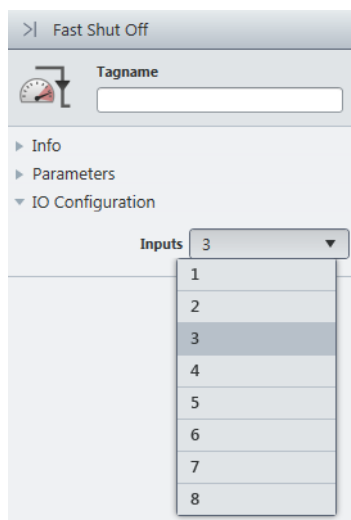 >| Fast Shut Off
Tagname
Info
Parameters
IO Configuration
Inputs 3
1
2
3
4
5
6
7
8